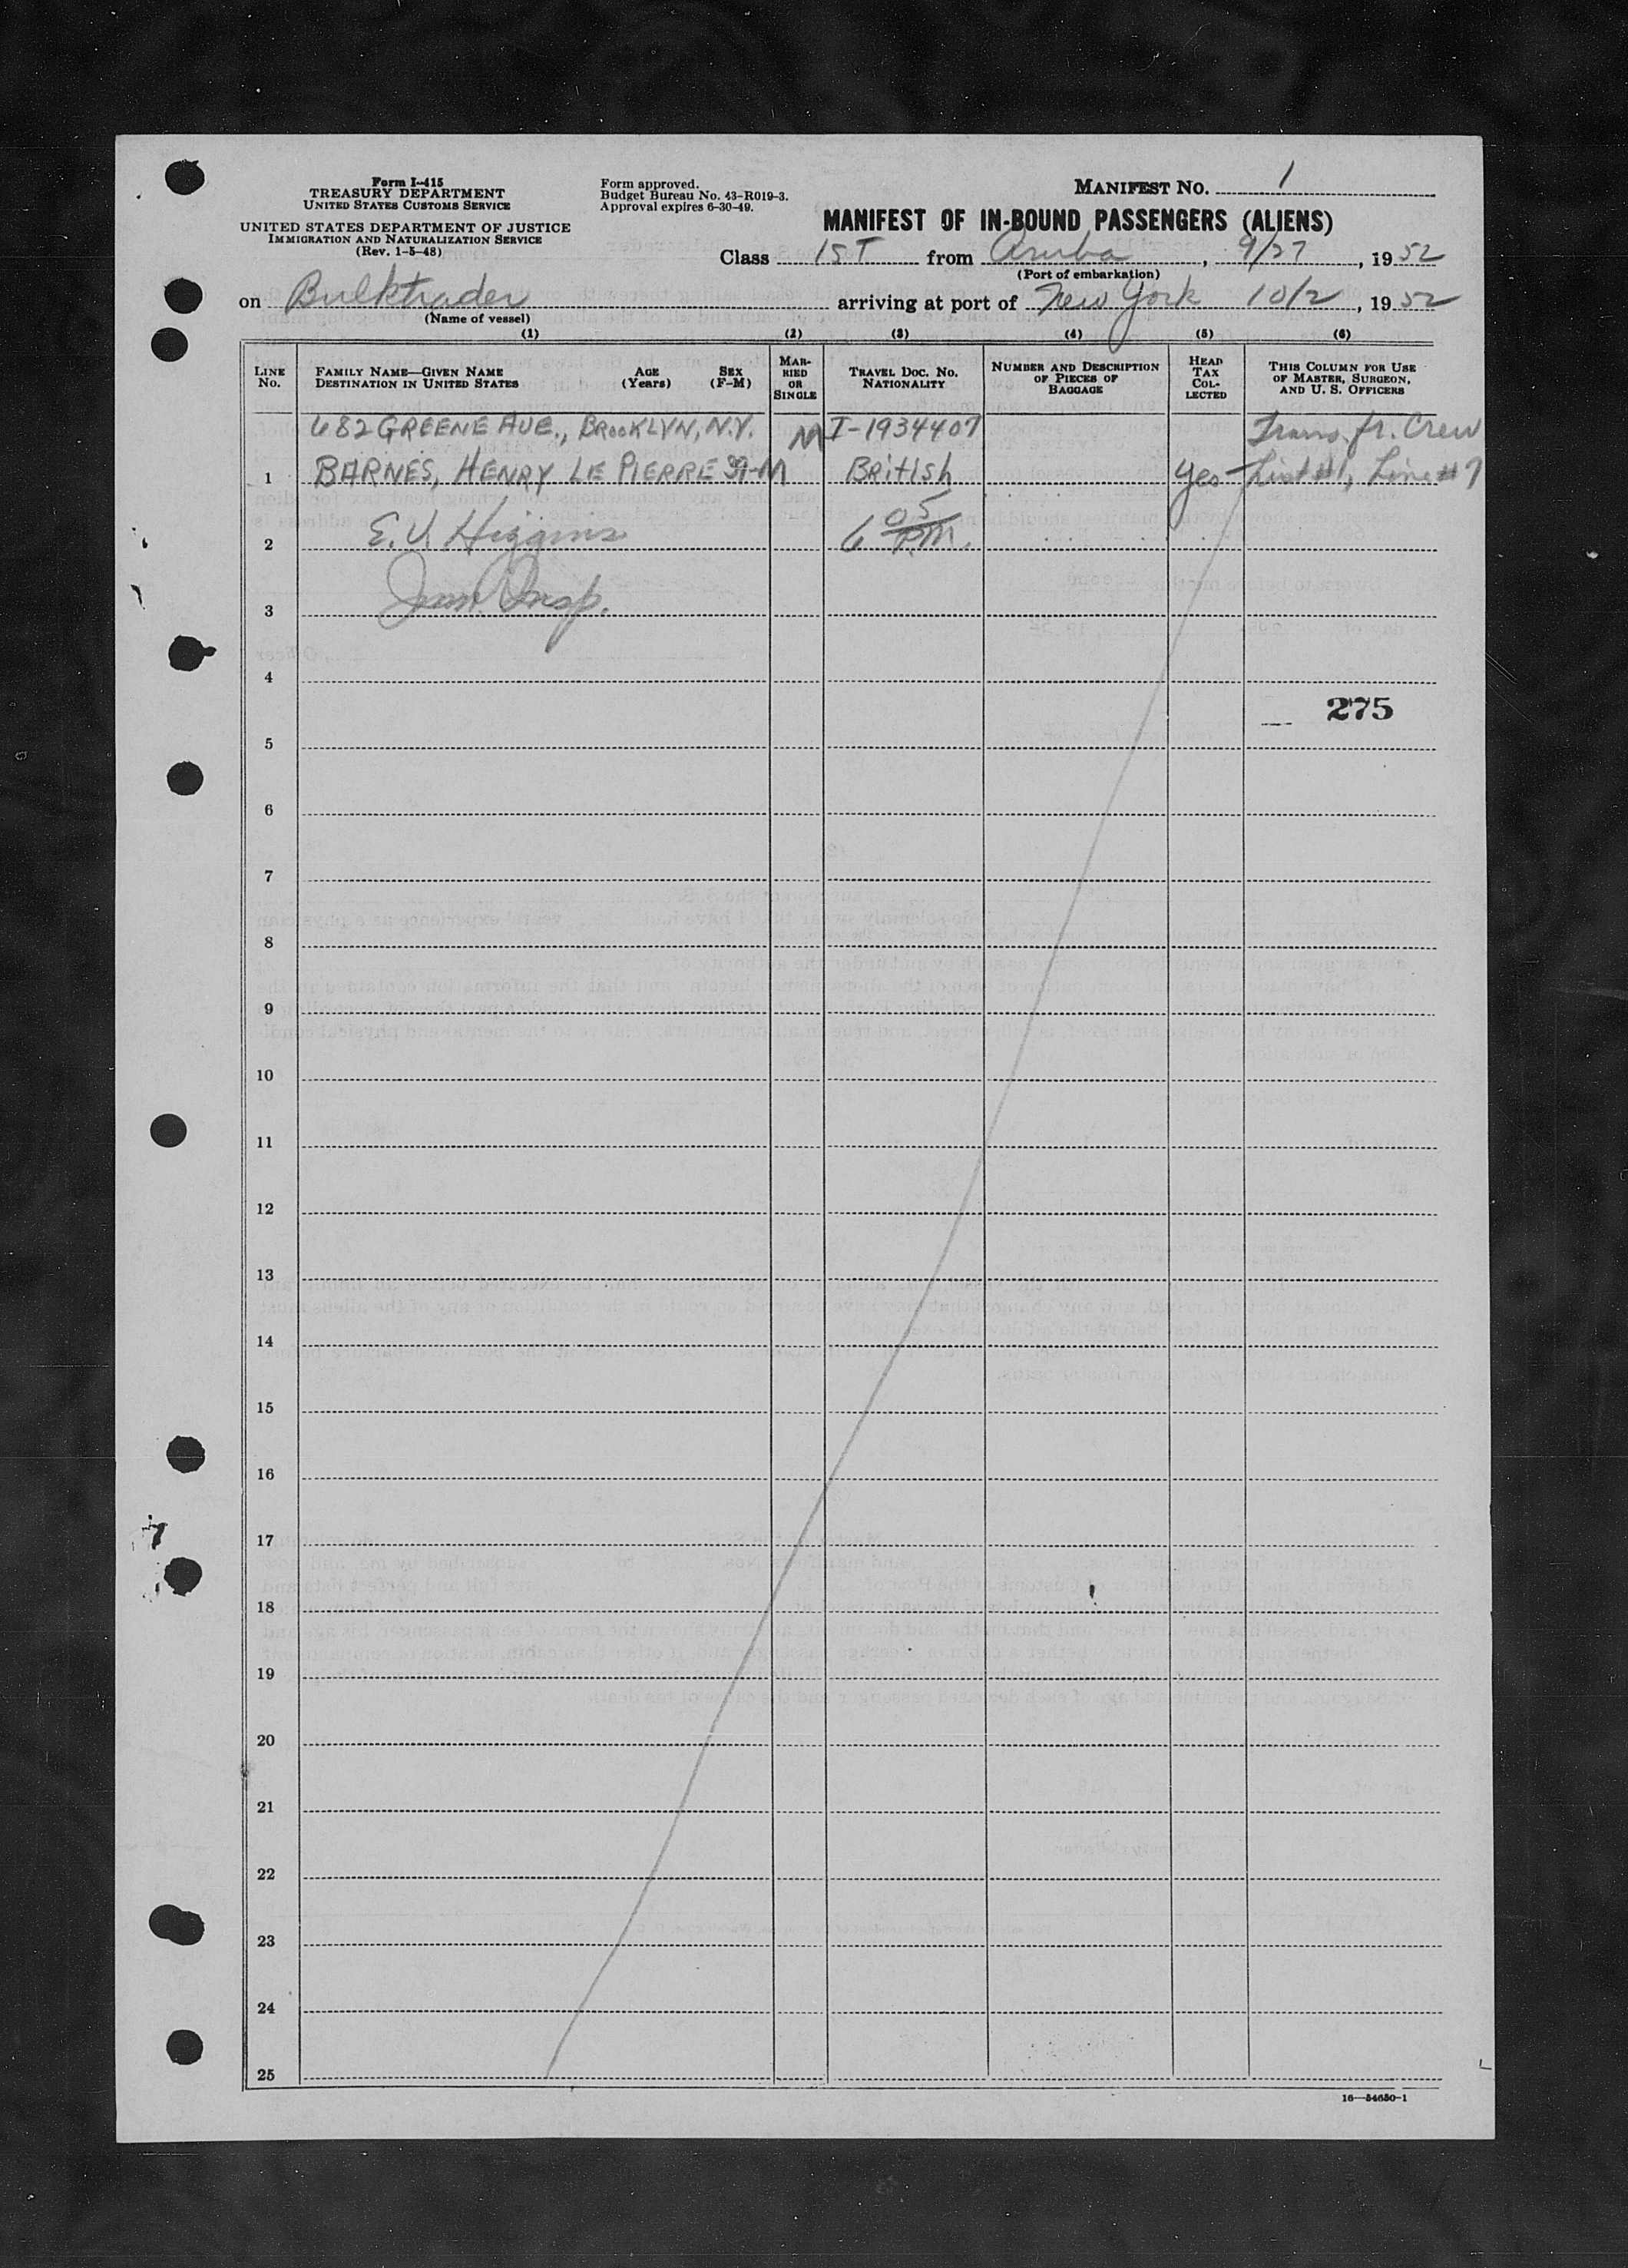 Form I-415
TREASURY DEPARTMENT
UNITED STATES CUSTOMS SERVICE
UNITED STATES DEPARTMENT OF JUSTICE
IMMIGRATION AND NATURALIZATION SERVICE
(Rev. 1-5-48)
Form approved.
Budget Bureau No. 43-R019-3.
Approval expires 6-30-49.
MANIFEST NO. 1
MANIFEST OF IN-BOUND PASSENGERS (ALIENS)
Class 1ST from Aruba, 9/27, 1952
(Port of embarkation)
on Bulktrader arriving at port of New York 10/2, 1952
(Name of vessel)
(1) (2) (3) (4) (5) (6)
LINE No. FAMILY NAME—GIVEN NAME DESTINATION IN UNITED STATES AGE (Years) SEX (F-M) MARRIED OR SINGLE TRAVEL DOC. NO. NATIONALITY NUMBER AND DESCRIPTION OF PIECES OF BAGGAGE HEAD TAX COLLECTED THIS COLUMN FOR USE OF MASTER, SURGEON, AND U. S. OFFICERS
682 GREENE AVE., BROOKLYN, N.Y. M I-1934407 Trans. fr. Crew
1 BARNES, HENRY LE PIERRE 39-M British Yes - List #1, Line #7
2 E. V. Higgins 6 05 P.M.
3 Imm. Insp.
4
275
5
6
7
8
9
10
11
12
13
14
15
16
17
18
19
20
21
22
23
24
25
16—54650-1